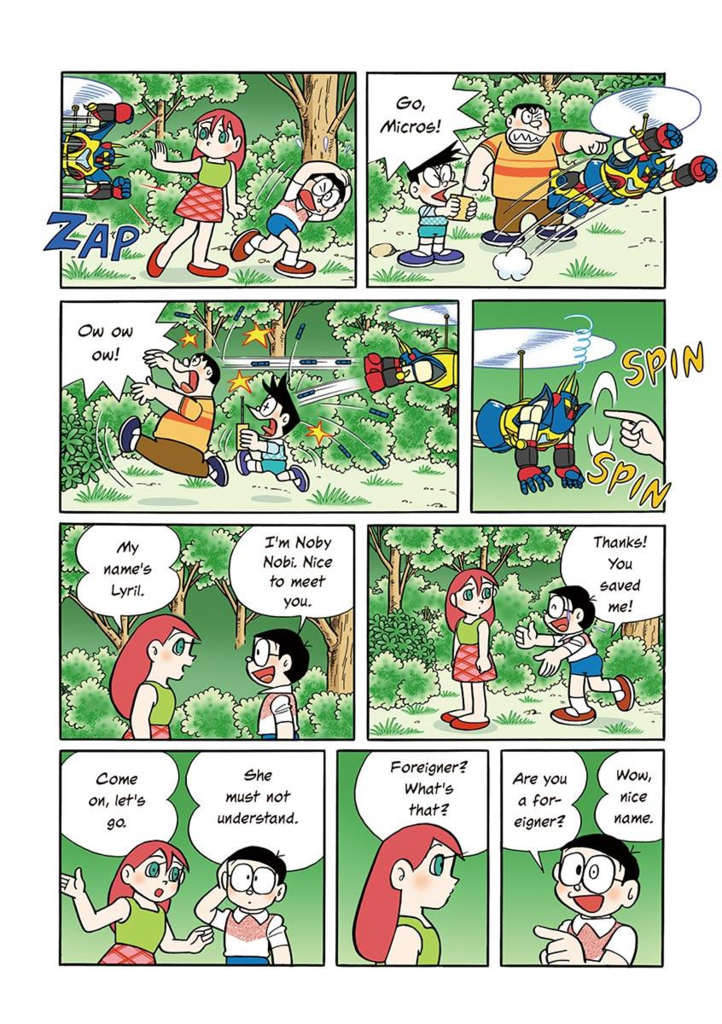 Go,
Micros!
ZAP
SPIN
SPIN
Ow ow
ow!
Thanks!
You
saved
me!
I'm Noby
Nobi. Nice
to meet
you.
My
name's
Lyril.
Wow,
nice
name.
Are you
a for-
eigner?
Foreigner?
What's
that?
She
must not
understand.
Come
on, let's
go.